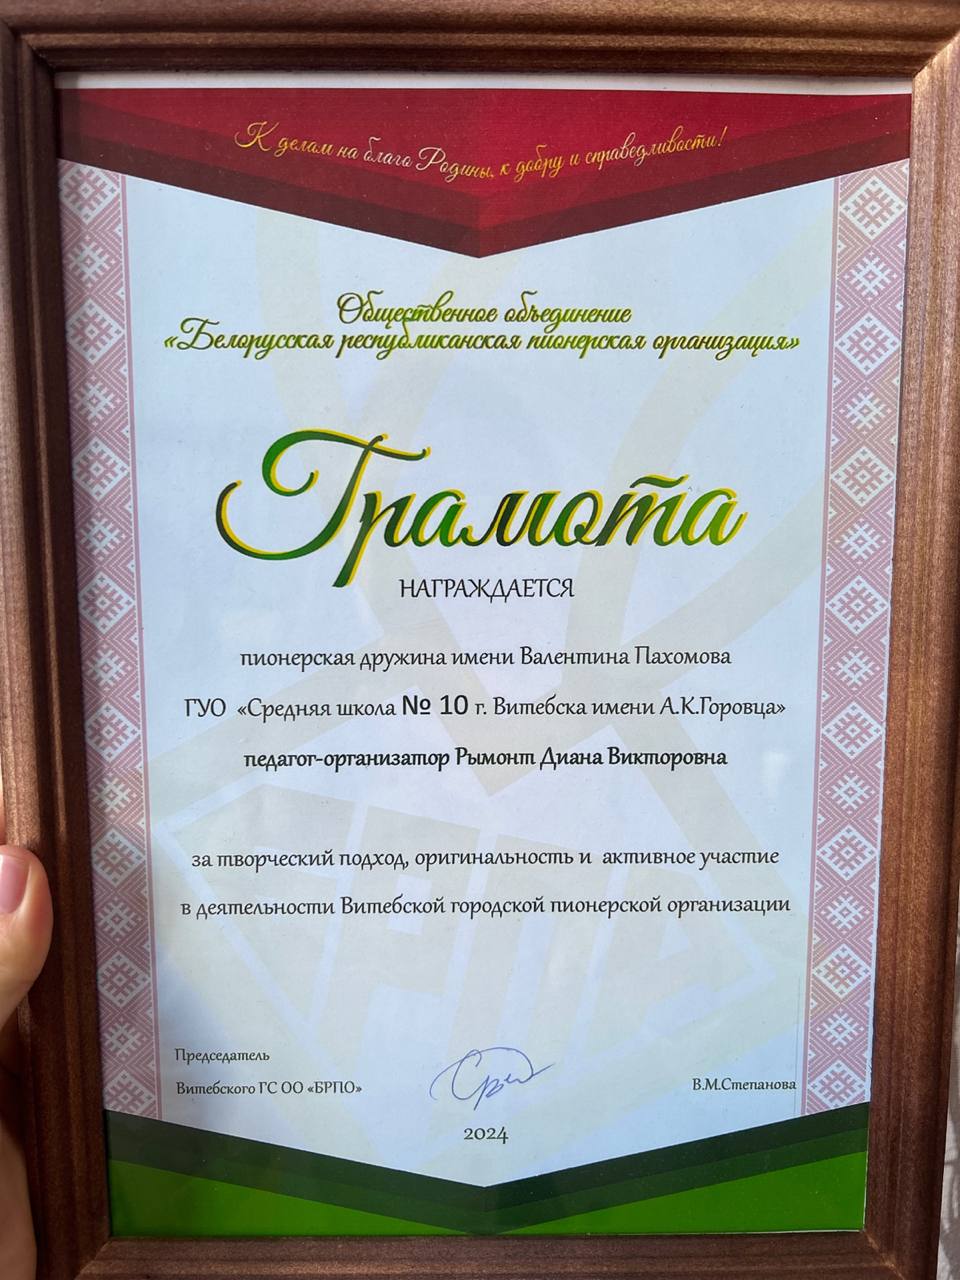 К делам на благо Родины, к добру и справедливости!
Общественное объединение
«Белорусская республиканская пионерская организация»
Грамота
НАГРАЖДАЕТСЯ
пионерская дружина имени Валентина Пахомова
ГУО «Средняя школа № 10 г. Витебска имени А.К.Горовца»
педагог-организатор Рымонт Диана Викторовна
за творческий подход, оригинальность и активное участие
в деятельности Витебской городской пионерской организации
БРПО
Председатель
Витебского ГС ОО «БРПО»
В.М.Степанова
2024